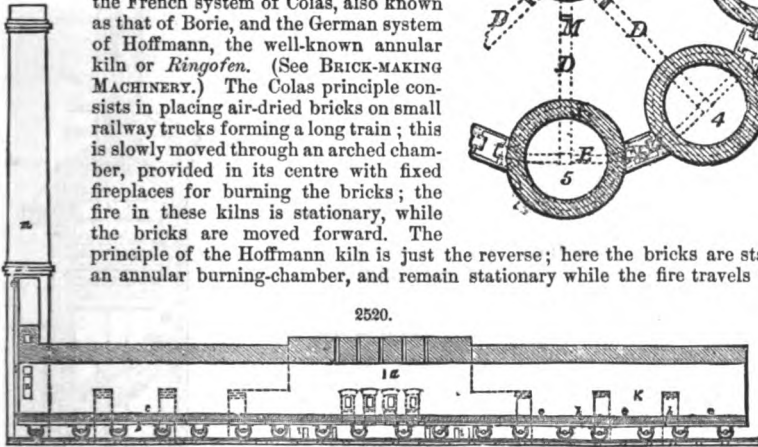 the French system of Colas, also known
as that of Borie, and the German system
of Hoffmann, the well-known annular
kiln or Ringofen. (See BRICK-MAKING
MACHINERY.) The Colas principle con-
sists in placing air-dried bricks on small
railway trucks forming a long train ; this
is slowly moved through an arched cham-
ber, provided in its centre with fixed
fireplaces for burning the bricks ; the
fire in these kilns is stationary, while
the bricks are moved forward. The
principle of the Hoffmann kiln is just the reverse ; here the bricks are
an annular burning-chamber, and remain stationary while the fire travels
D
M
D
D
4
E
5
2520.
n
1a
e
K
e
e
e